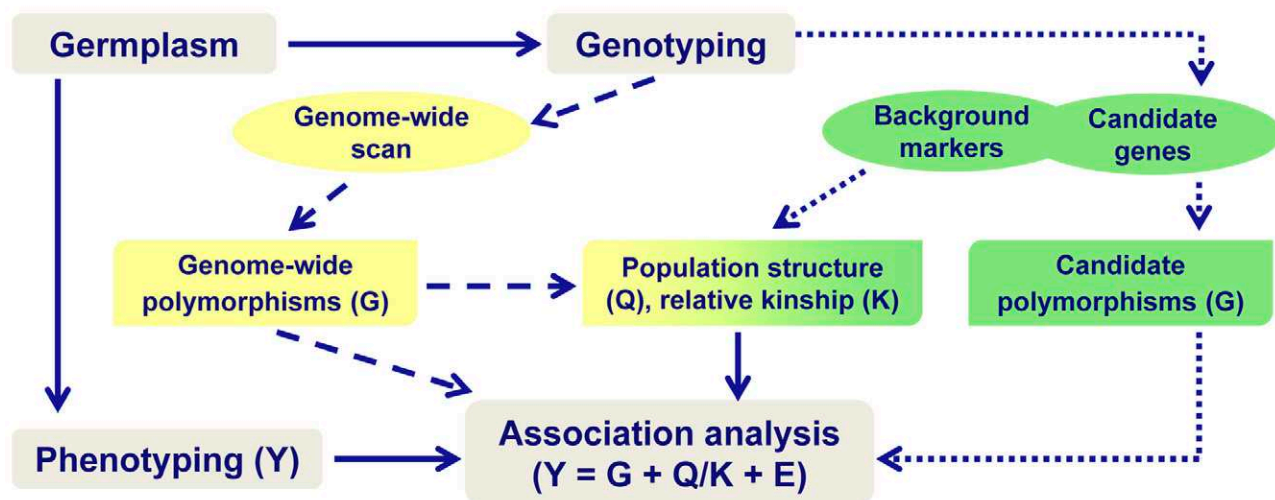 Germplasm
Genotyping
Genome-wide
scan
Background
markers
Candidate
genes
Genome-wide
polymorphisms (G)
Population structure
(Q), relative kinship (K)
Candidate
polymorphisms (G)
Phenotyping (Y)
Association analysis
(Y = G + Q/K + E)